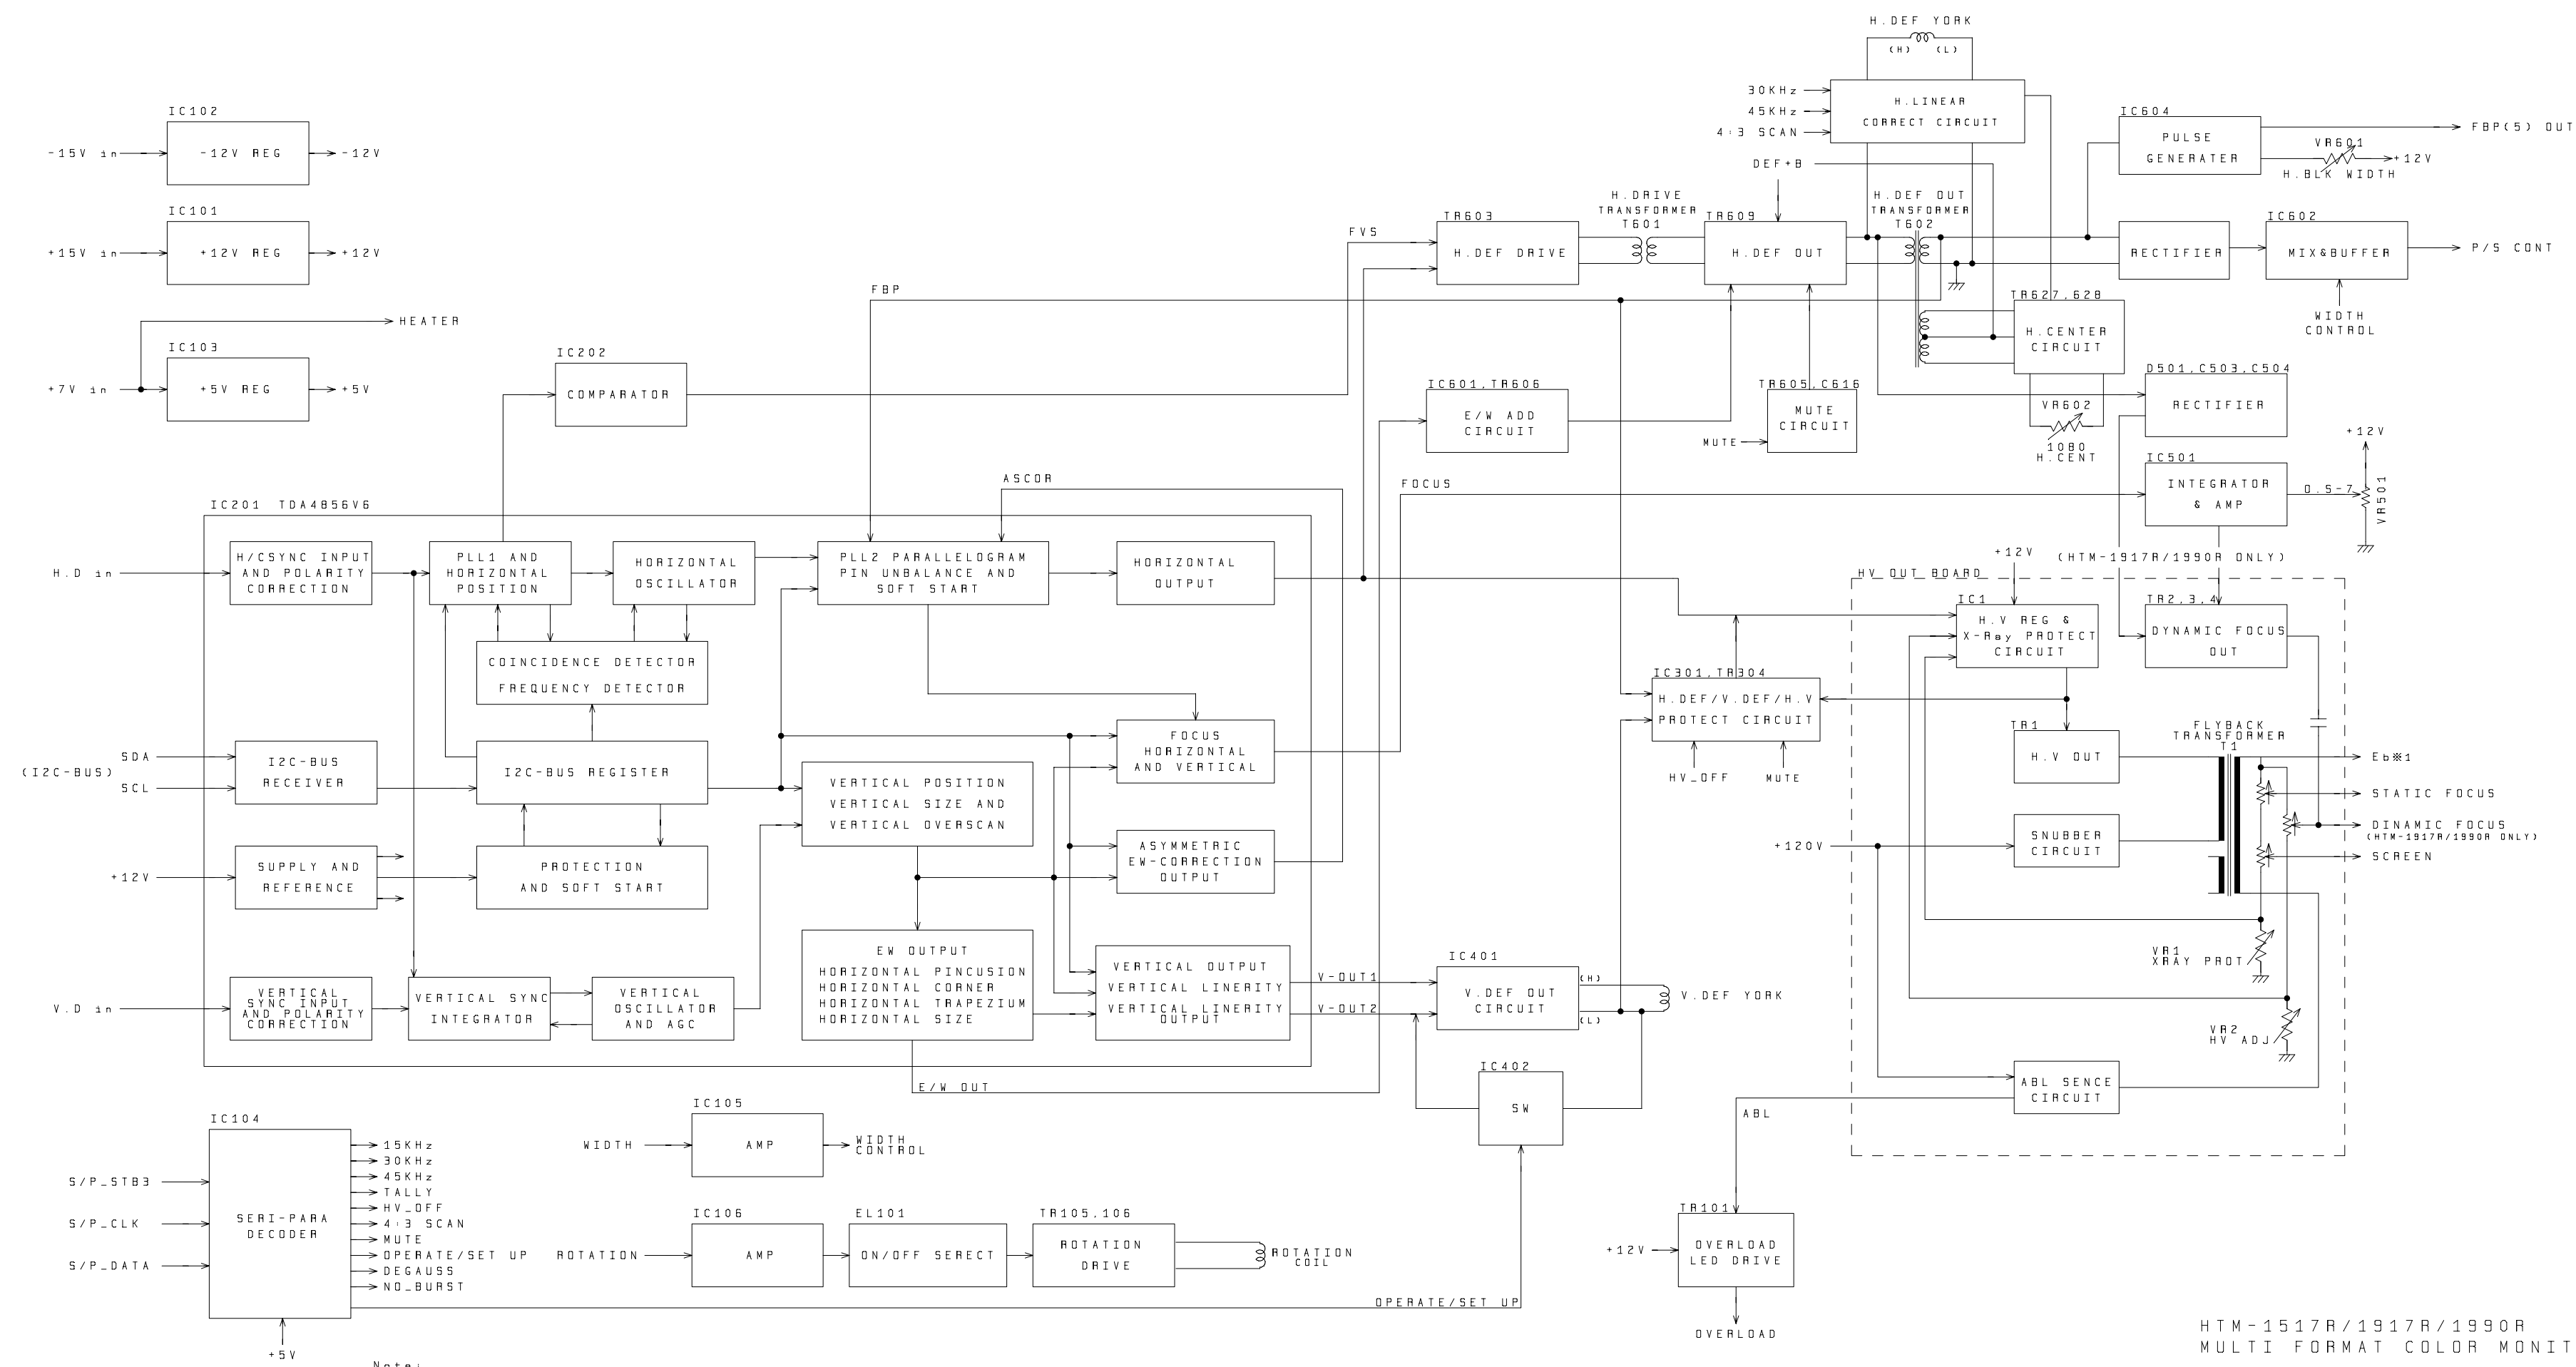 H.DEF YORK
(H) (L)
30KHz
45KHz
4:3 SCAN
H.LINEAR
CORRECT CIRCUIT
IC102
-15V in
-12V REG
-12V
IC604
PULSE
GENERATER
FBP(5) OUT
VR601
+12V
H.BLK WIDTH
DEF+B
IC101
+15V in
+12V REG
+12V
FVS
TR603
H.DEF DRIVE
H.DRIVE
TRANSFORMER
T601
TR609
H.DEF OUT
H.DEF OUT
TRANSFORMER
T602
RECTIFIER
IC602
MIX&BUFFER
P/S CONT
WIDTH
CONTROL
FBP
TR627,628
H.CENTER
CIRCUIT
HEATER
IC103
+7V in
+5V REG
+5V
IC202
COMPARATOR
IC601,TR606
E/W ADD
CIRCUIT
TR605,C616
MUTE
CIRCUIT
MUTE
VR602
1080
H.CENT
D501,C503,C504
RECTIFIER
+12V
IC501
INTEGRATOR
& AMP
0.5-7
VR501
ASCOR
FOCUS
IC201 TDA4856V6
H.D in
H/CSYNC INPUT
AND POLARITY
CORRECTION
PLL1 AND
HORIZONTAL
POSITION
HORIZONTAL
OSCILLATOR
PLL2 PARALLELOGRAM
PIN UNBALANCE AND
SOFT START
HORIZONTAL
OUTPUT
COINCIDENCE DETECTOR
FREQUENCY DETECTOR
+12V
(HTM-1917R/1990R ONLY)
HV OUT BOARD
IC1
H.V REG &
X-Ray PROTECT
CIRCUIT
TR2,3,4
DYNAMIC FOCUS
OUT
IC301,TR304
H.DEF/V.DEF/H.V
PROTECT CIRCUIT
HV_OFF
MUTE
SDA
(I2C-BUS)
SCL
I2C-BUS
RECEIVER
I2C-BUS REGISTER
VERTICAL POSITION
VERTICAL SIZE AND
VERTICAL OVERSCAN
FOCUS
HORIZONTAL
AND VERTICAL
TR1
H.V OUT
FLYBACK
TRANSFORMER
T1
Eb※1
STATIC FOCUS
DINAMIC FOCUS
(HTM-1917R/1990R ONLY)
SCREEN
+12V
SUPPLY AND
REFERENCE
PROTECTION
AND SOFT START
ASYMMETRIC
EW-CORRECTION
OUTPUT
+120V
SNUBBER
CIRCUIT
VR1
XRAY PROT
VR2
HV ADJ
V.D in
VERTICAL
SYNC INPUT
AND POLARITY
CORRECTION
VERTICAL SYNC
INTEGRATOR
VERTICAL
OSCILLATOR
AND AGC
EW OUTPUT
HORIZONTAL PINCUSION
HORIZONTAL CORNER
HORIZONTAL TRAPEZIUM
HORIZONTAL SIZE
VERTICAL OUTPUT
VERTICAL LINERITY
VERTICAL LINERITY
OUTPUT
V-OUT1
V-OUT2
IC401
V.DEF OUT
CIRCUIT
(H)
(L)
V.DEF YORK
E/W OUT
IC402
SW
ABL SENCE
CIRCUIT
ABL
IC104
S/P_STB3
S/P_CLK
S/P_DATA
SERI-PARA
DECODER
+5V
15KHz
30KHz
45KHz
TALLY
HV_OFF
4:3 SCAN
MUTE
OPERATE/SET UP
DEGAUSS
NO_BURST
IC105
WIDTH
AMP
WIDTH
CONTROL
IC106
ROTATION
AMP
EL101
ON/OFF SERECT
TR105,106
ROTATION
DRIVE
ROTATION
COIL
OPERATE/SET UP
TR101
+12V
OVERLOAD
LED DRIVE
OVERLOAD
HTM-1517R/1917R/1990R
MULTI FORMAT COLOR MONIT